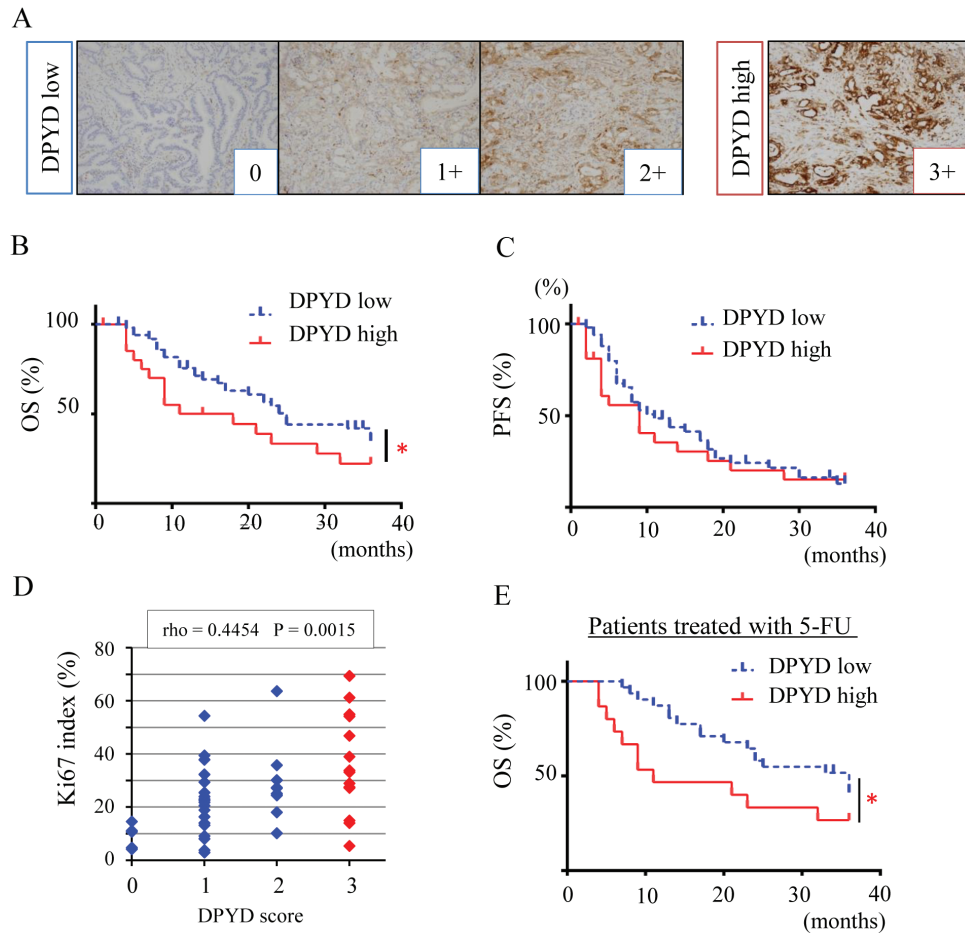 A
DPYD low
0
1+
2+
DPYD high
3+
B
DPYD low
DPYD high
OS (%)
100
50
*
0
10
20
30
40
(months)
C
(%)
DPYD low
DPYD high
PFS (%)
100
50
0
10
20
30
40
(months)
D
rho = 0.4454 P = 0.0015
Ki67 index (%)
80
60
40
20
0
0
1
2
3
DPYD score
E
Patients treated with 5-FU
DPYD low
DPYD high
OS (%)
100
50
*
0
10
20
30
40
(months)